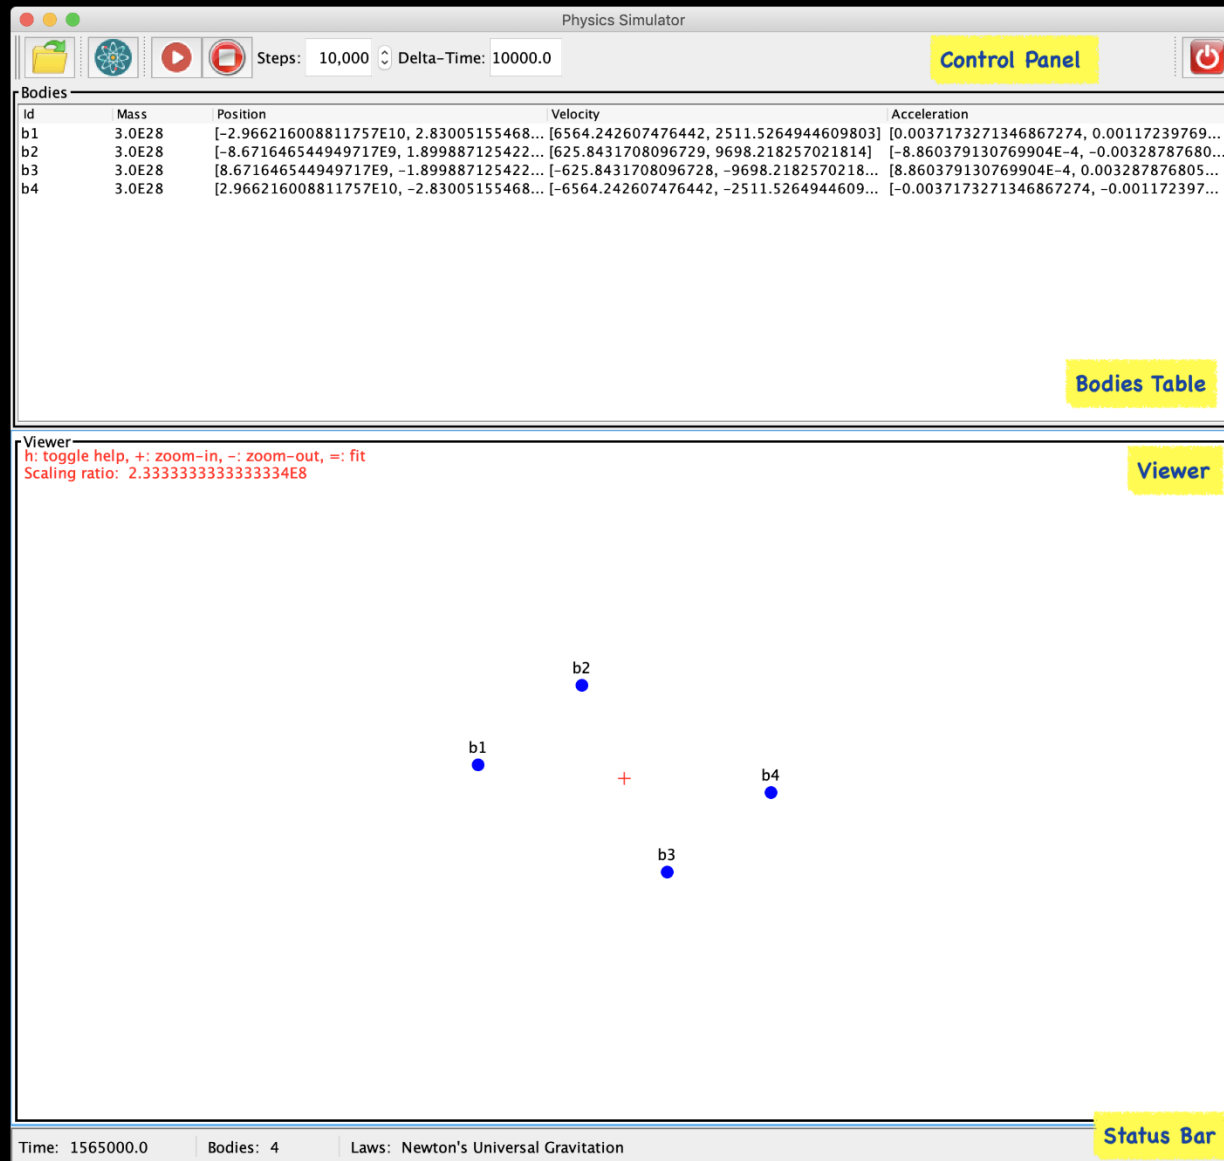 Physics Simulator
Steps: 10,000 Delta-Time: 10000.0 Control Panel
Bodies
Id Mass Position Velocity Acceleration
b1 3.0E28 [-2.966216008811757E10, 2.83005155468... [6564.242607476442, 2511.5264944609803] [0.0037173271346867274, 0.00117239769...
b2 3.0E28 [-8.671646544949717E9, 1.899887125422... [625.8431708096729, 9698.218257021814] [-8.860379130769904E-4, -0.00328787680...
b3 3.0E28 [8.671646544949717E9, -1.899887125422... [-625.8431708096728, -9698.2182570218... [8.860379130769904E-4, 0.003287876805...
b4 3.0E28 [2.966216008811757E10, -2.83005155468... [-6564.242607476442, -2511.5264944609... [-0.0037173271346867274, -0.001172397...
Bodies Table
Viewer
h: toggle help, +: zoom-in, -: zoom-out, =: fit
Scaling ratio: 2.3333333333333334E8
Viewer
b2
b1
b4
b3
Time: 1565000.0 Bodies: 4 Laws: Newton's Universal Gravitation
Status Bar